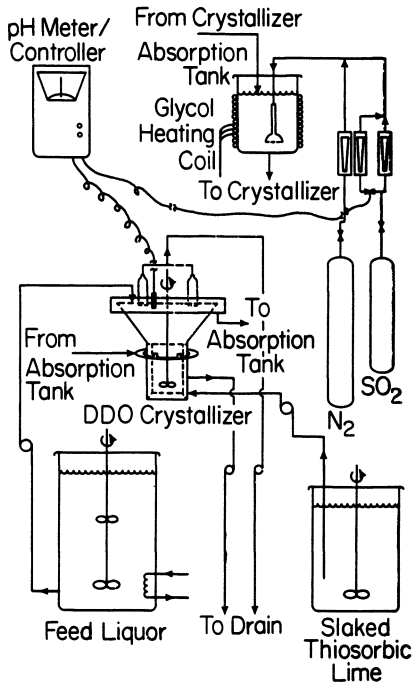 From Crystallizer
pH Meter/
Controller
Absorption
Tank
Glycol
Heating
Coil
To Crystallizer
To
Absorption
Tank
From
Absorption
Tank
DDO Crystallizer
N2
SO2
Feed Liquor
To Drain
Slaked
Thiosorbic
Lime